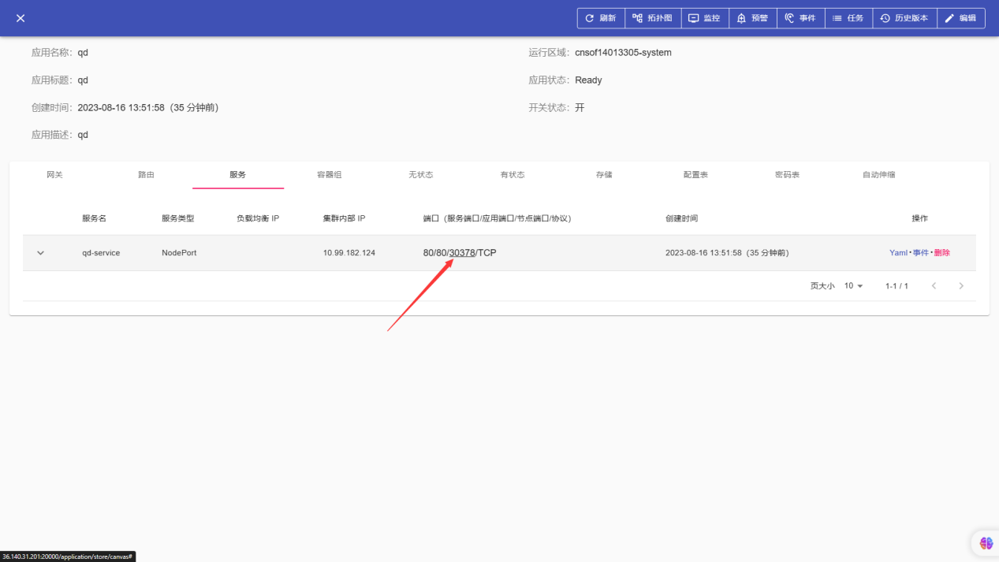 刷新 拓扑图 监控 预警 事件 任务 历史版本 编辑
应用名称：qd 运行区域：cnsof14013305-system
应用标题：qd 应用状态：Ready
创建时间：2023-08-16 13:51:58（35 分钟前） 开关状态：开
应用描述：qd
网关 路由 服务 容器组 无状态 有状态 存储 配置表 密码表 自动伸缩
服务名 服务类型 负载均衡 IP 集群内部 IP 端口（服务端口/应用端口/节点端口/协议） 创建时间 操作
qd-service NodePort 10.99.182.124 80/80/30378/TCP 2023-08-16 13:51:58（35 分钟前） Yaml•事件•删除
页大小 10 1-1 / 1
36.140.31.201:20000/application/store/canvas#